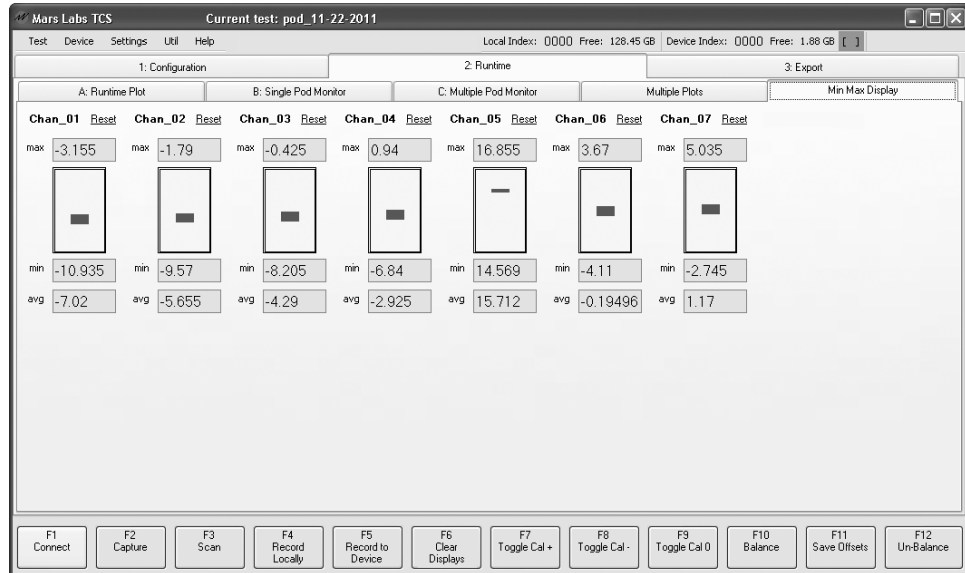 Mars Labs TCS Current test: pod_11-22-2011
Test Device Settings Util Help Local Index: 0000 Free: 128.45 GB Device Index: 0000 Free: 1.88 GB [ ]
1: Configuration 2: Runtime 3: Export
A: Runtime Plot B: Single Pod Monitor C: Multiple Pod Monitor Multiple Plots Min Max Display
Chan_01 Reset Chan_02 Reset Chan_03 Reset Chan_04 Reset Chan_05 Reset Chan_06 Reset Chan_07 Reset
max -3.155 max -1.79 max -0.425 max 0.94 max 16.855 max 3.67 max 5.035
min -10.935 min -9.57 min -8.205 min -6.84 min 14.569 min -4.11 min -2.745
avg -7.02 avg -5.655 avg -4.29 avg -2.925 avg 15.712 avg -0.19496 avg 1.17
F1 F2 F3 F4 F5 F6 F7 F8 F9 F10 F11 F12
Connect Capture Scan Record Record to Clear Toggle Cal + Toggle Cal - Toggle Cal 0 Balance Save Offsets Un-Balance
Locally Device Displays